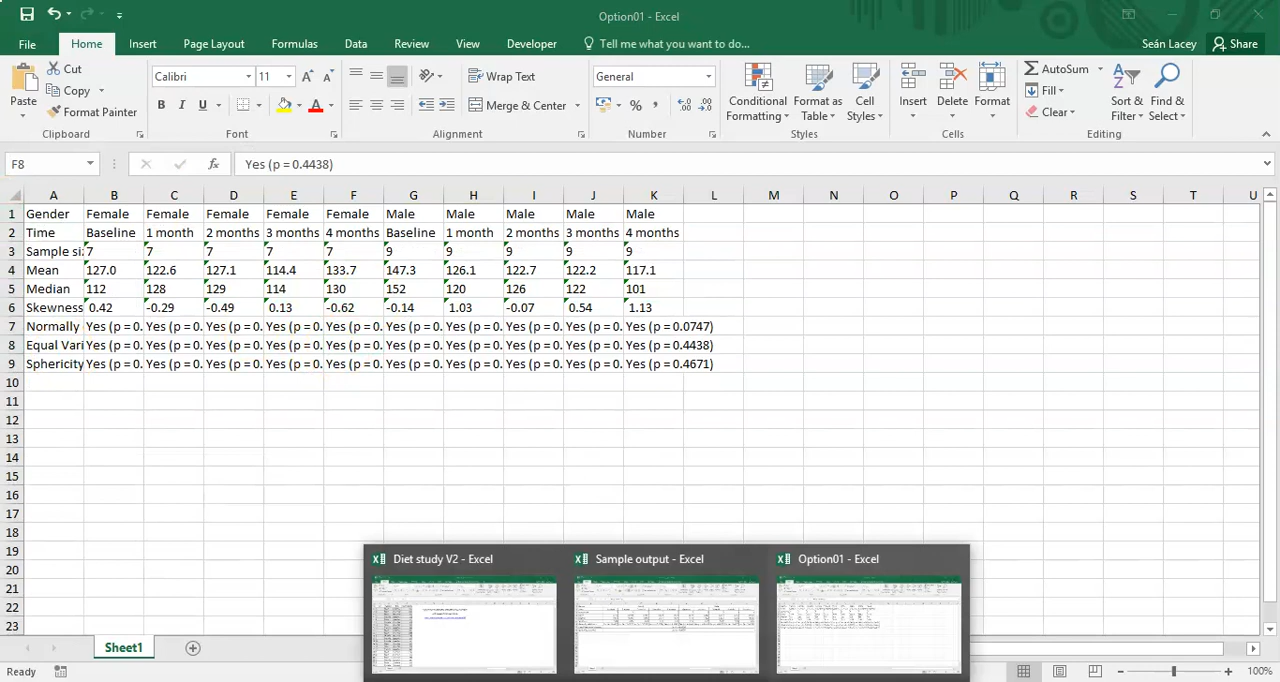 Option01 - Excel
File Home Insert Page Layout Formulas Data Review View Developer Tell me what you want to do... Seán Lacey Share
Paste Cut Copy Format Painter
Calibri 11 B I U A A A
Wrap Text Merge & Center
General % ,
Conditional Formatting Format as Table Cell Styles
Insert Delete Format
AutoSum Fill Clear Sort & Filter Find & Select
Clipboard Font Alignment Number Styles Cells Editing
F8 fx Yes (p = 0.4438)
A B C D E F G H I J K L M N O P Q R S T U
1 Gender Female Female Female Female Female Male Male Male Male Male
2 Time Baseline 1 month 2 months 3 months 4 months Baseline 1 month 2 months 3 months 4 months
3 Sample siz 7 7 7 7 7 9 9 9 9 9
4 Mean 127.0 122.6 127.1 114.4 133.7 147.3 126.1 122.7 122.2 117.1
5 Median 112 128 129 114 130 152 120 126 122 101
6 Skewness 0.42 -0.29 -0.49 0.13 -0.62 -0.14 1.03 -0.07 0.54 1.13
7 Normally Yes (p = 0. Yes (p = 0. Yes (p = 0. Yes (p = 0. Yes (p = 0. Yes (p = 0. Yes (p = 0. Yes (p = 0. Yes (p = 0. Yes (p = 0.0747)
8 Equal Vari Yes (p = 0. Yes (p = 0. Yes (p = 0. Yes (p = 0. Yes (p = 0. Yes (p = 0. Yes (p = 0. Yes (p = 0. Yes (p = 0. Yes (p = 0.4438)
9 Sphericity Yes (p = 0. Yes (p = 0. Yes (p = 0. Yes (p = 0. Yes (p = 0. Yes (p = 0. Yes (p = 0. Yes (p = 0. Yes (p = 0. Yes (p = 0.4671)
10
11
12
13
14
15
16
17
18
19
20
21
22
23
Diet study V2 - Excel Sample output - Excel Option01 - Excel
Sheet1
Ready 100%